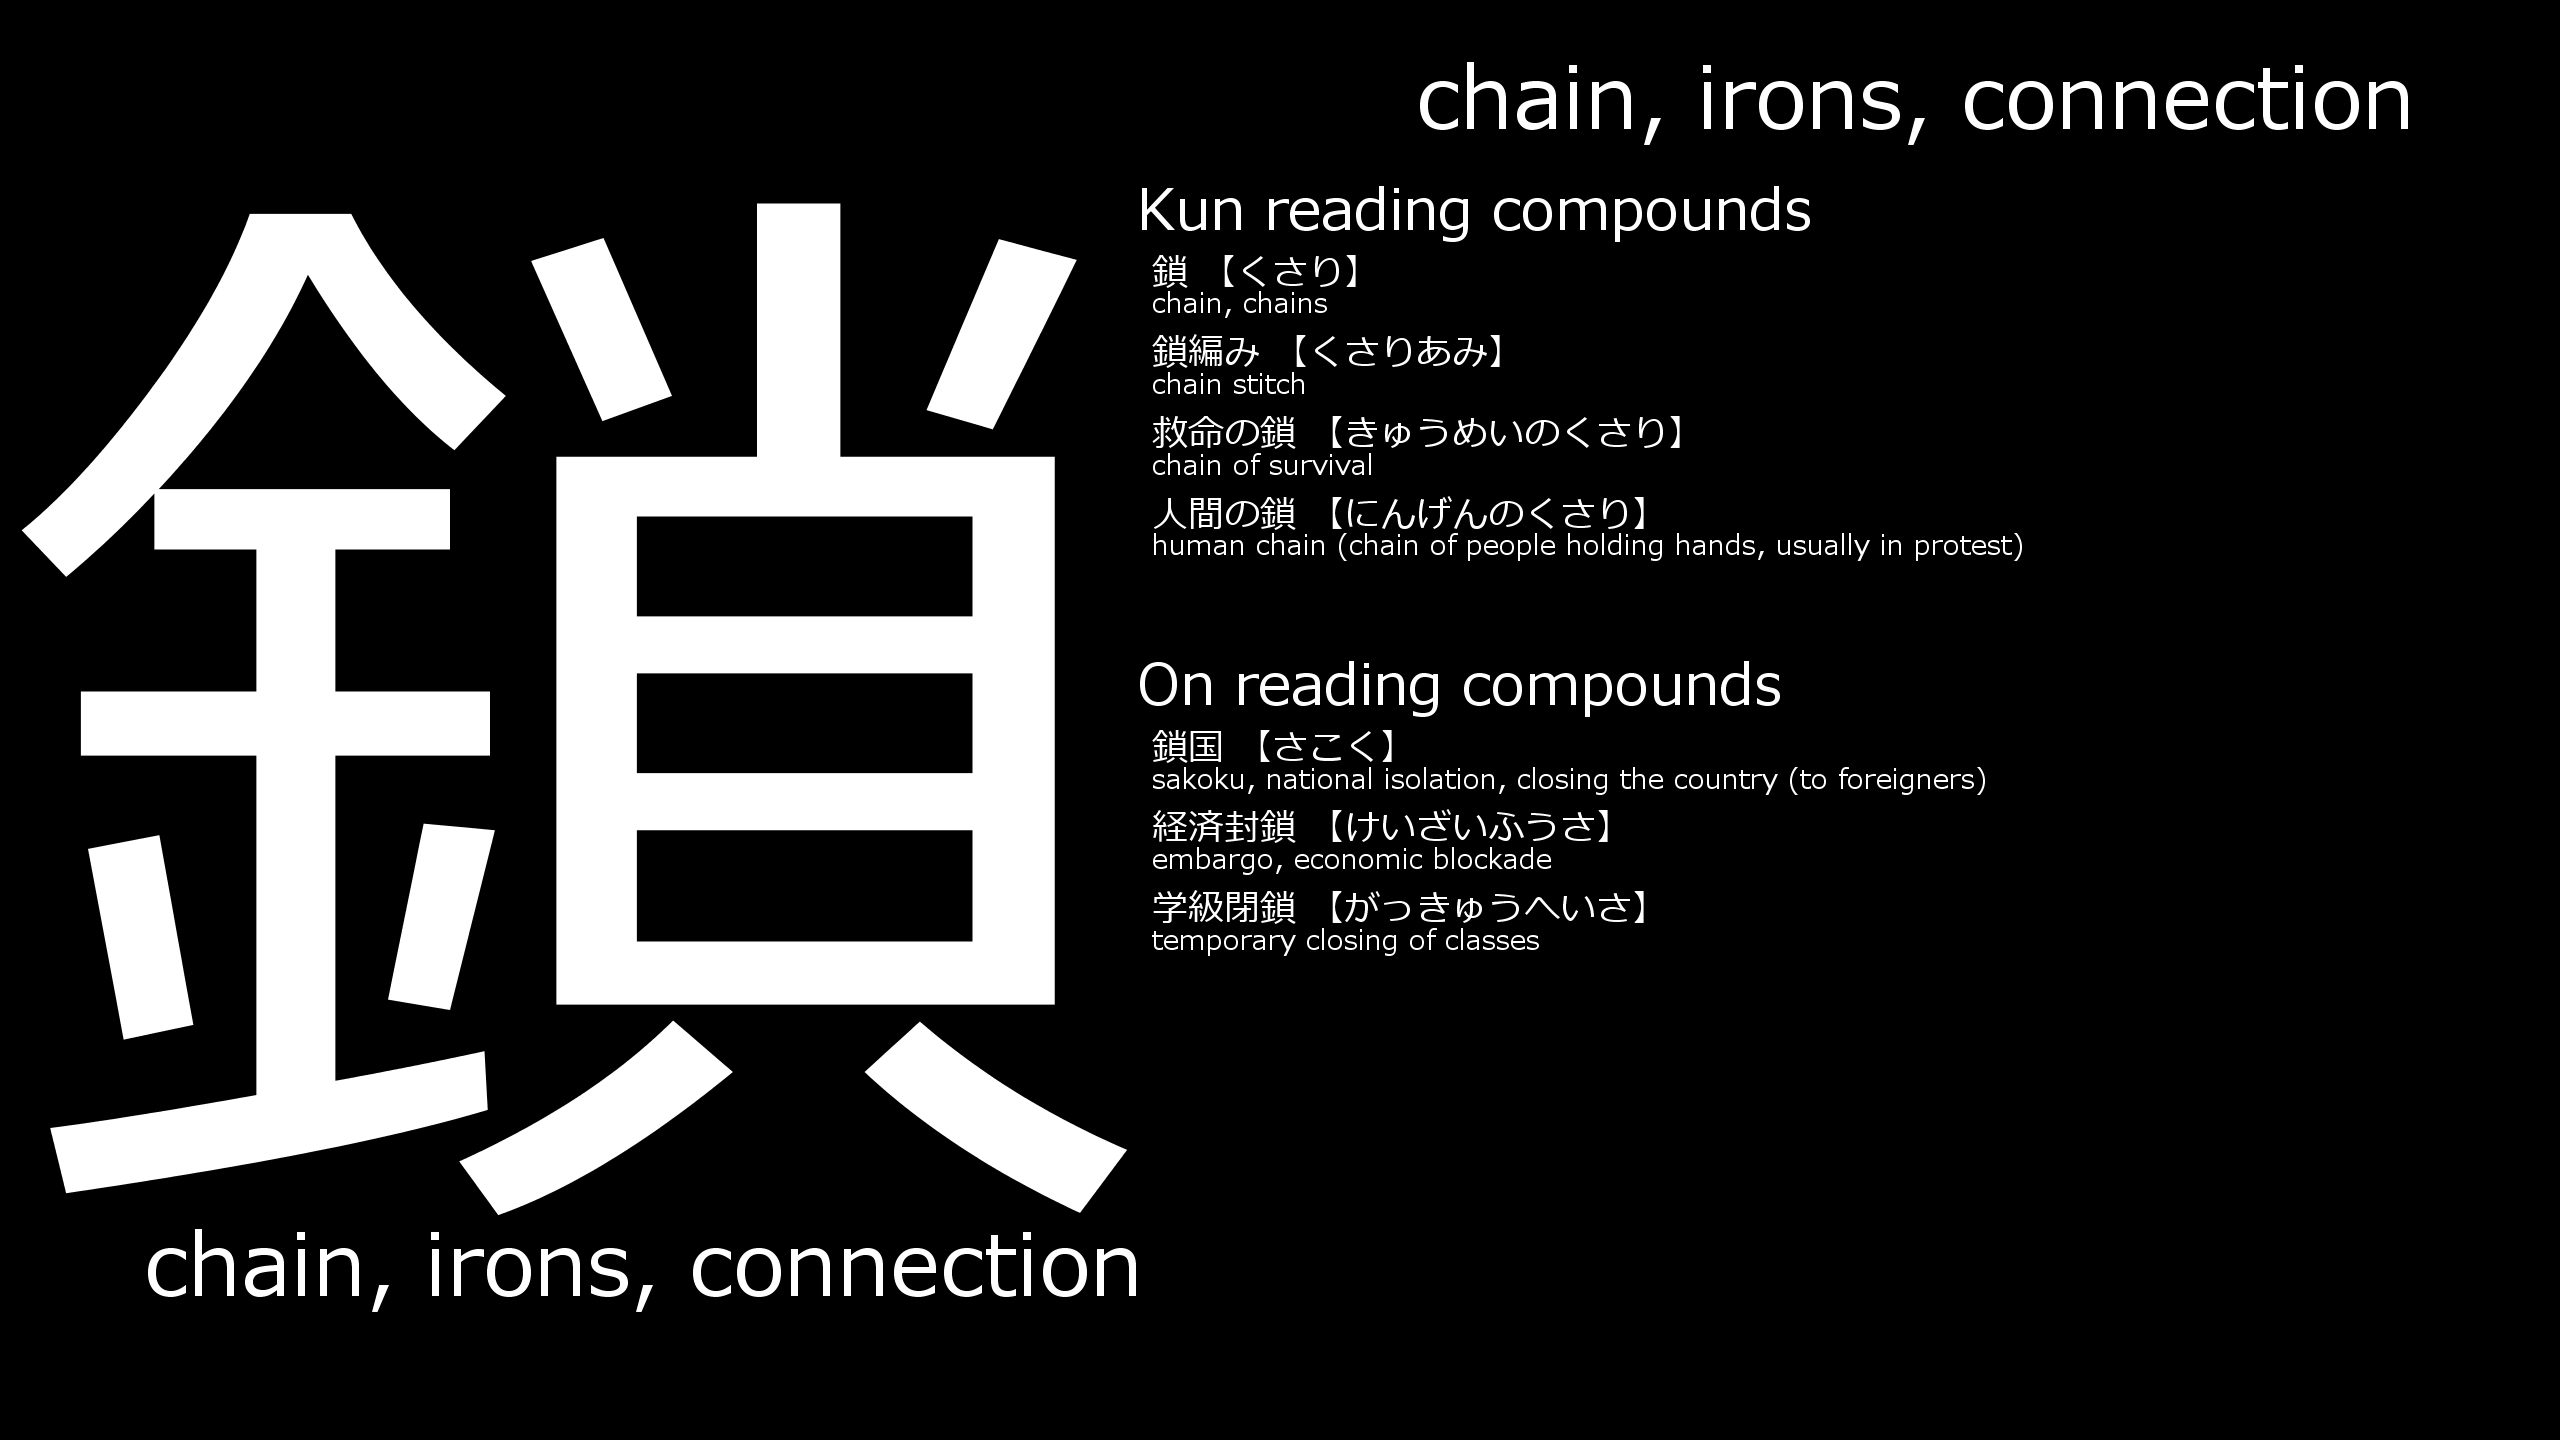 chain, irons, connection
鎖
chain, irons, connection
Kun reading compounds
鎖 【くさり】
chain, chains
鎖編み 【くさりあみ】
chain stitch
救命の鎖 【きゅうめいのくさり】
chain of survival
人間の鎖 【にんげんのくさり】
human chain (chain of people holding hands, usually in protest)
On reading compounds
鎖国 【さこく】
sakoku, national isolation, closing the country (to foreigners)
経済封鎖 【けいざいふうさ】
embargo, economic blockade
学級閉鎖 【がっきゅうへいさ】
temporary closing of classes